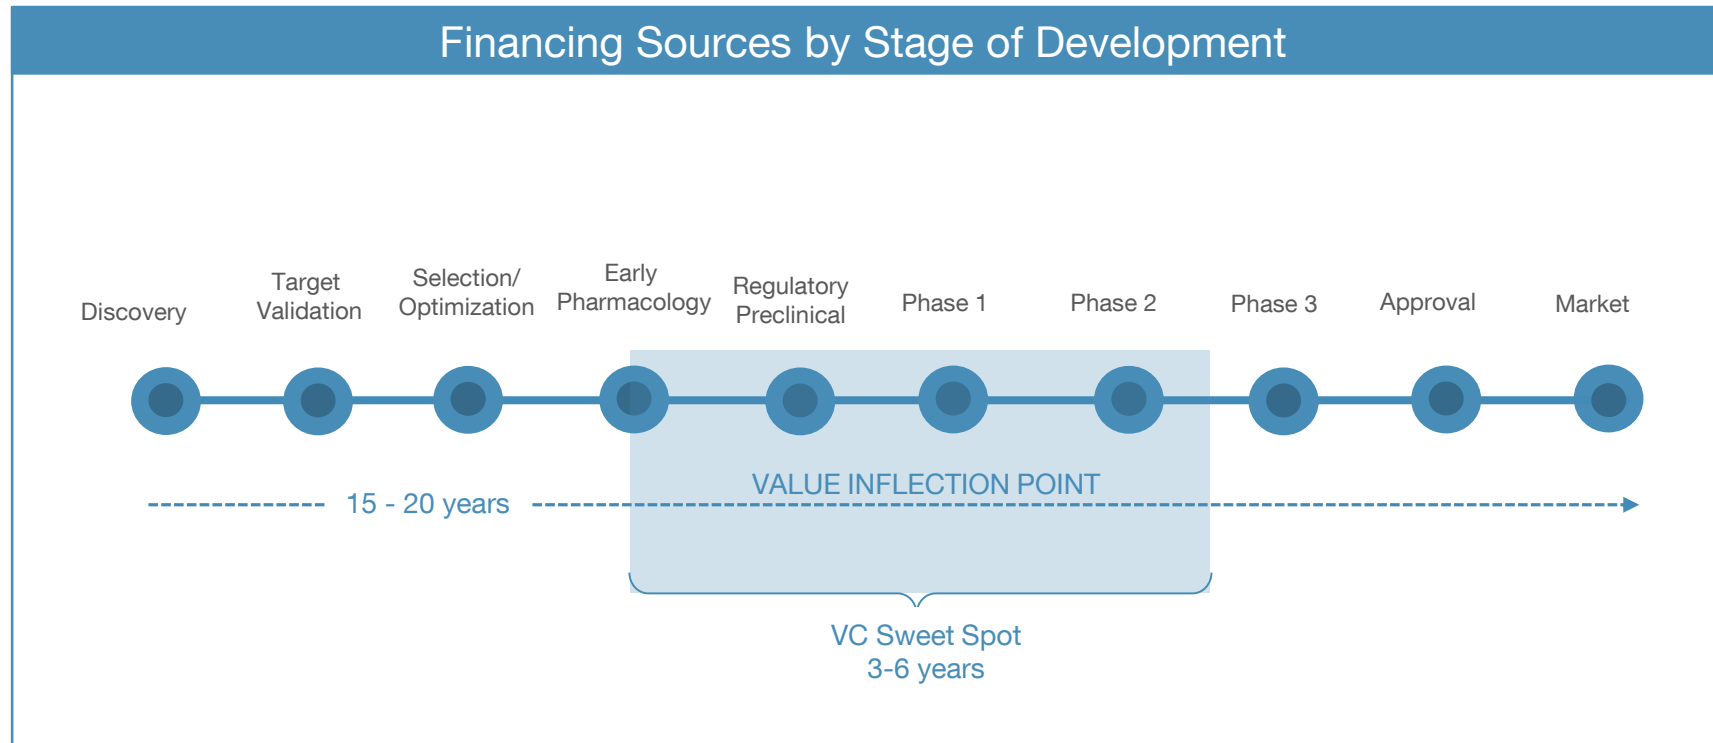 Financing Sources by Stage of Development
Discovery
Target
Validation
Selection/
Optimization
Early
Pharmacology
Regulatory
Preclinical
Phase 1
Phase 2
Phase 3
Approval
Market
VALUE INFLECTION POINT
15 - 20 years
VC Sweet Spot
3-6 years